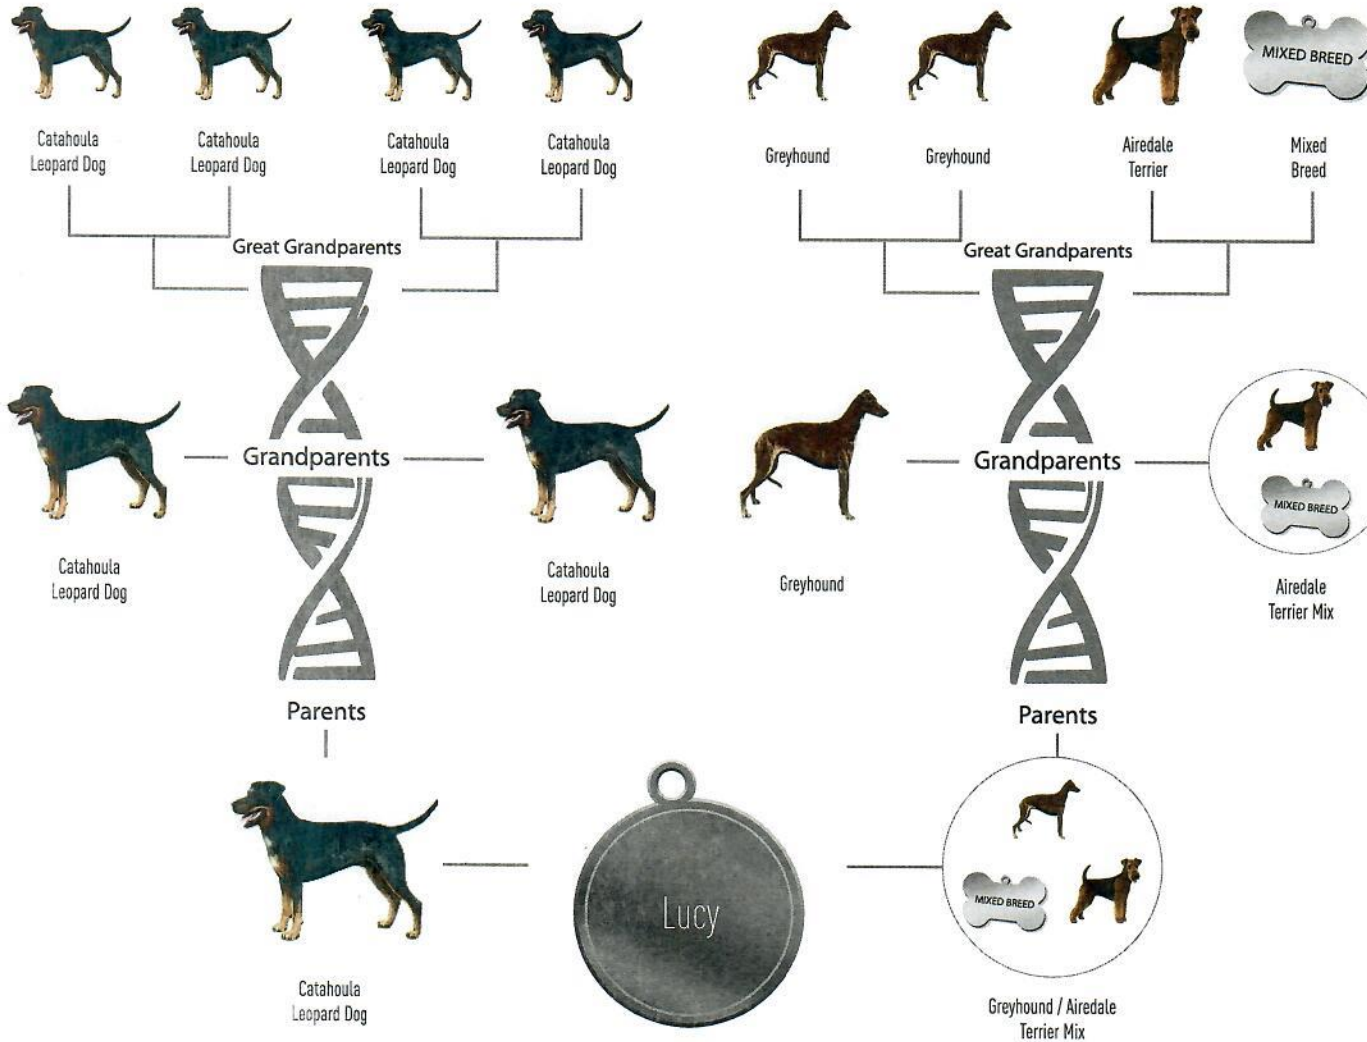 MIXED BREED
Catahoula
Leopard Dog
Catahoula
Leopard Dog
Catahoula
Leopard Dog
Catahoula
Leopard Dog
Greyhound
Greyhound
Airedale
Terrier
Mixed
Breed
Great Grandparents
Great Grandparents
Grandparents
Grandparents
MIXED BREED
Catahoula
Leopard Dog
Catahoula
Leopard Dog
Greyhound
Airedale
Terrier Mix
Parents
Parents
Lucy
MIXED BREED
Catahoula
Leopard Dog
Greyhound / Airedale
Terrier Mix